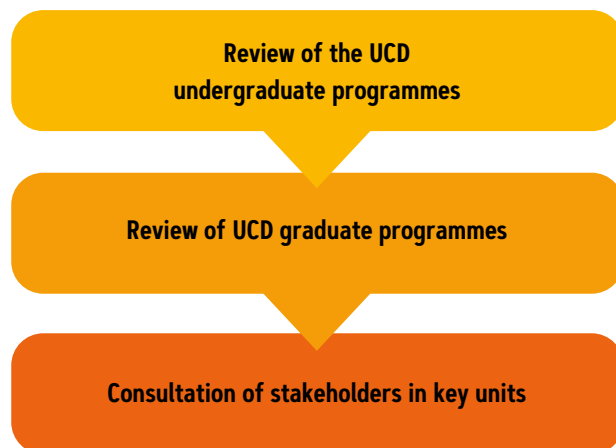 Review of the UCD
undergraduate programmes
Review of UCD graduate programmes
Consultation of stakeholders in key units